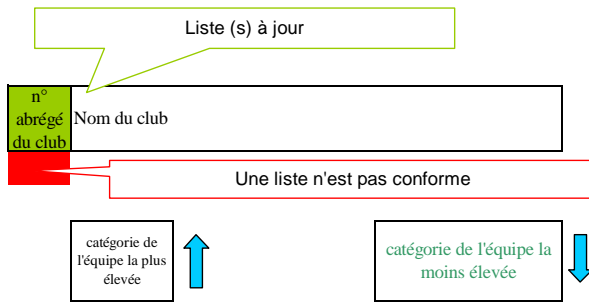 Liste (s) à jour
n°
abrégé
du club
Nom du club
Une liste n'est pas conforme
catégorie de
l'équipe la plus
élevée
catégorie de l'équipe la
moins élevée